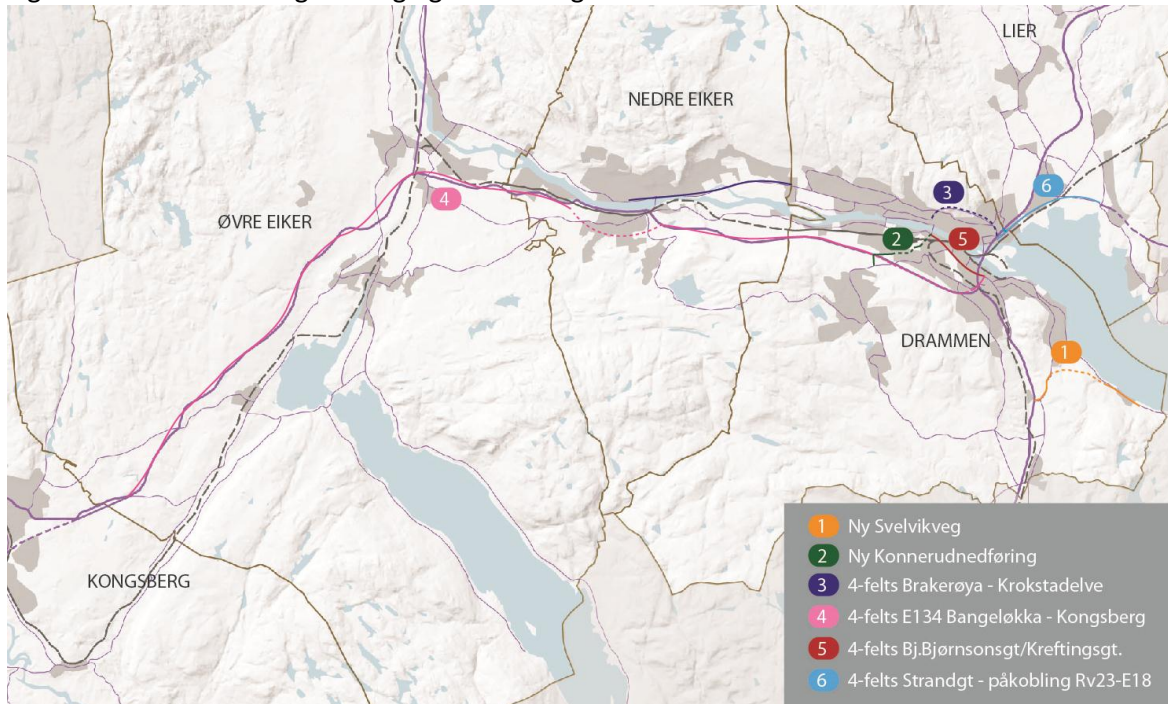 LIER
NEDRE EIKER
6
3
4
ØVRE EIKER
2
5
DRAMMEN
1
KONGSBERG
1 Ny Svelvikveg
2 Ny Konnerudnedføring
3 4-felts Brakerøya - Krokstadelve
4 4-felts E134 Bangeløkka - Kongsberg
5 4-felts Bj.Bjørnsonsgt/Kreftingsgt.
6 4-felts Strandgt - påkobling Rv23-E18